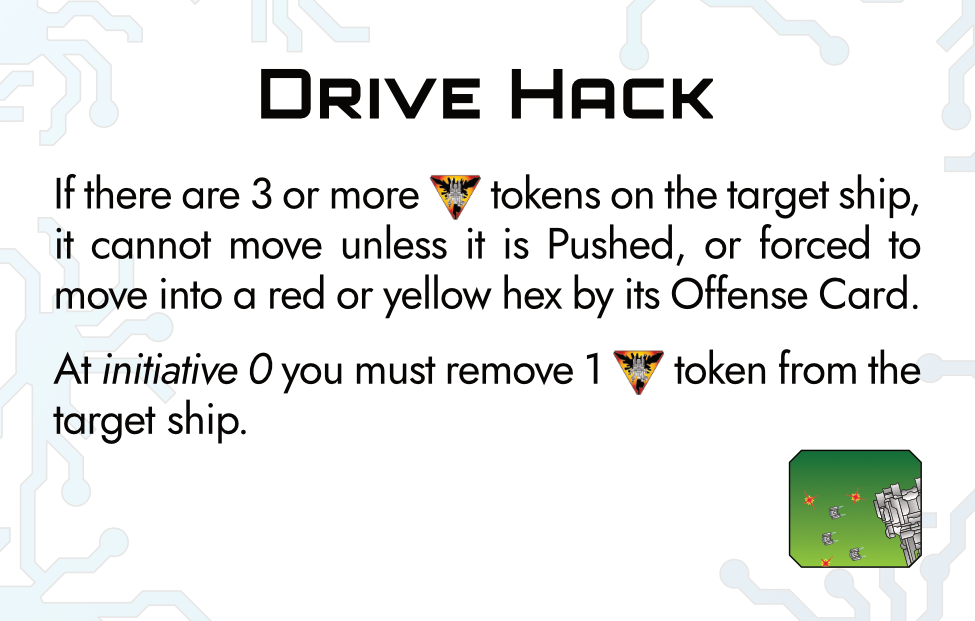 DRIVE HACK
If there are 3 or more tokens on the target ship,
it cannot move unless it is Pushed, or forced to
move into a red or yellow hex by its Offense Card.
At initiative 0 you must remove 1 token from the
target ship.